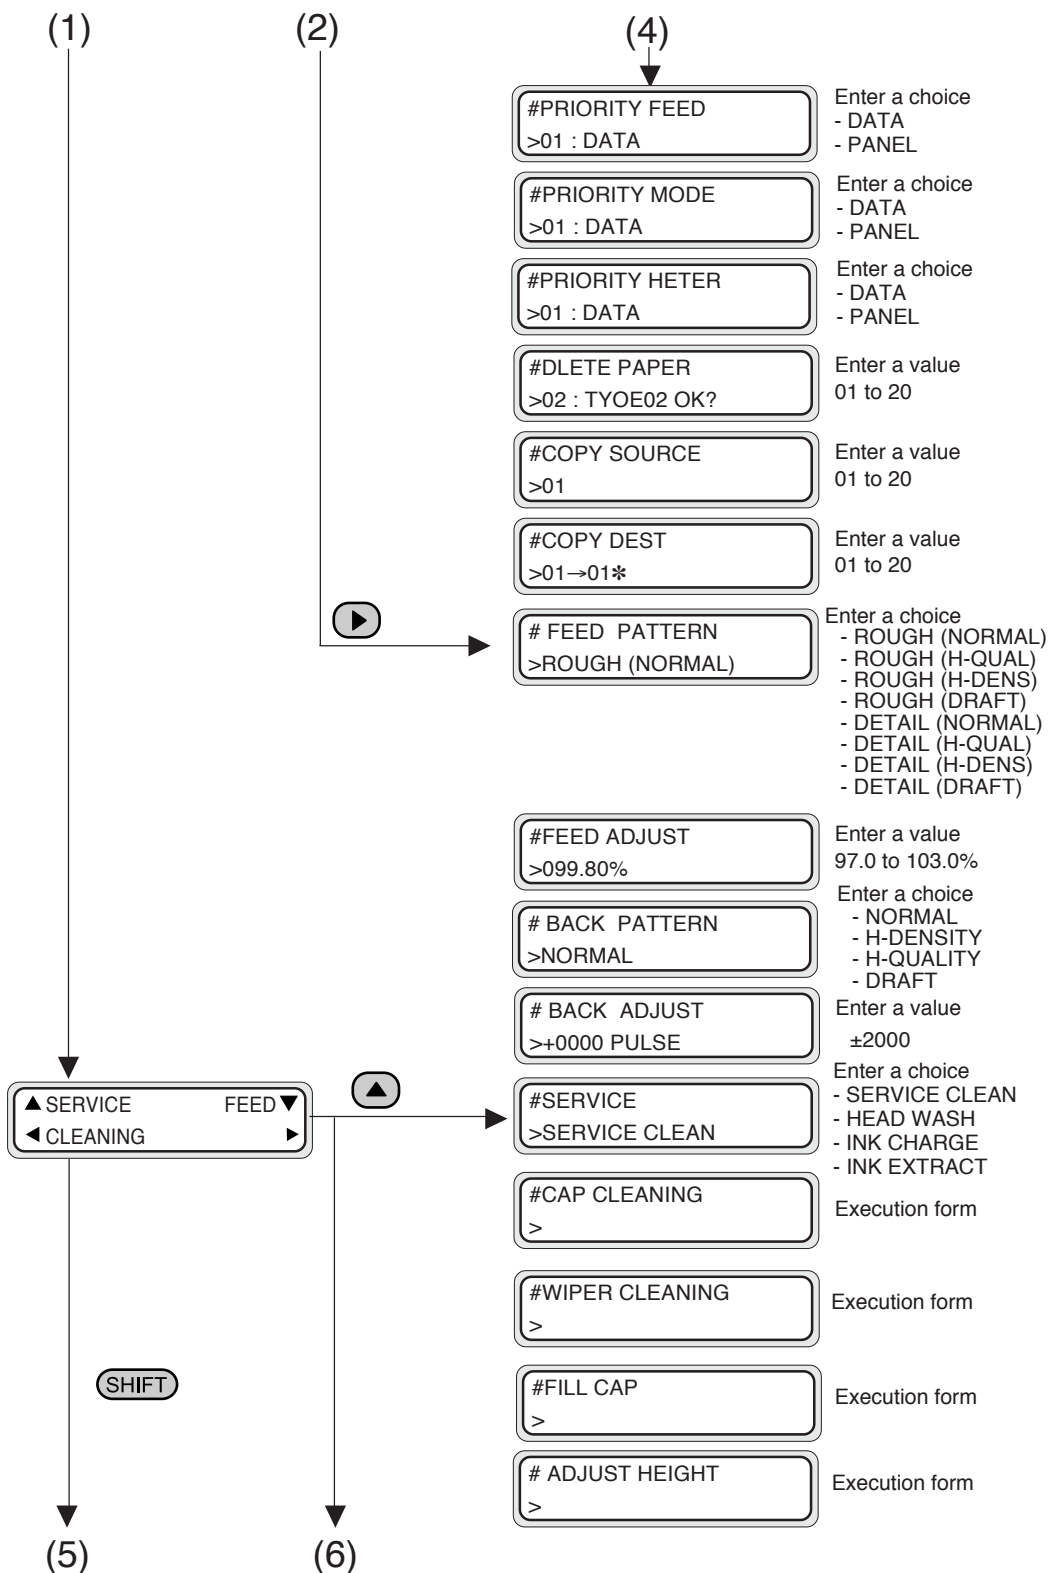 (1)
(2)
(4)
#PRIORITY FEED
>01 : DATA
Enter a choice
- DATA
- PANEL
#PRIORITY MODE
>01 : DATA
Enter a choice
- DATA
- PANEL
#PRIORITY HETER
>01 : DATA
Enter a choice
- DATA
- PANEL
#DLETE PAPER
>02 : TYOE02 OK?
Enter a value
01 to 20
#COPY SOURCE
>01
Enter a value
01 to 20
#COPY DEST
>01→01✻
Enter a value
01 to 20
# FEED PATTERN
>ROUGH (NORMAL)
Enter a choice
- ROUGH (NORMAL)
- ROUGH (H-QUAL)
- ROUGH (H-DENS)
- ROUGH (DRAFT)
- DETAIL (NORMAL)
- DETAIL (H-QUAL)
- DETAIL (H-DENS)
- DETAIL (DRAFT)
#FEED ADJUST
>099.80%
Enter a value
97.0 to 103.0%
# BACK PATTERN
>NORMAL
Enter a choice
- NORMAL
- H-DENSITY
- H-QUALITY
- DRAFT
# BACK ADJUST
>+0000 PULSE
Enter a value
±2000
▲ SERVICE FEED ▼
◀ CLEANING ▶
#SERVICE
>SERVICE CLEAN
Enter a choice
- SERVICE CLEAN
- HEAD WASH
- INK CHARGE
- INK EXTRACT
#CAP CLEANING
>
Execution form
#WIPER CLEANING
>
Execution form
SHIFT
#FILL CAP
>
Execution form
# ADJUST HEIGHT
>
Execution form
(5)
(6)